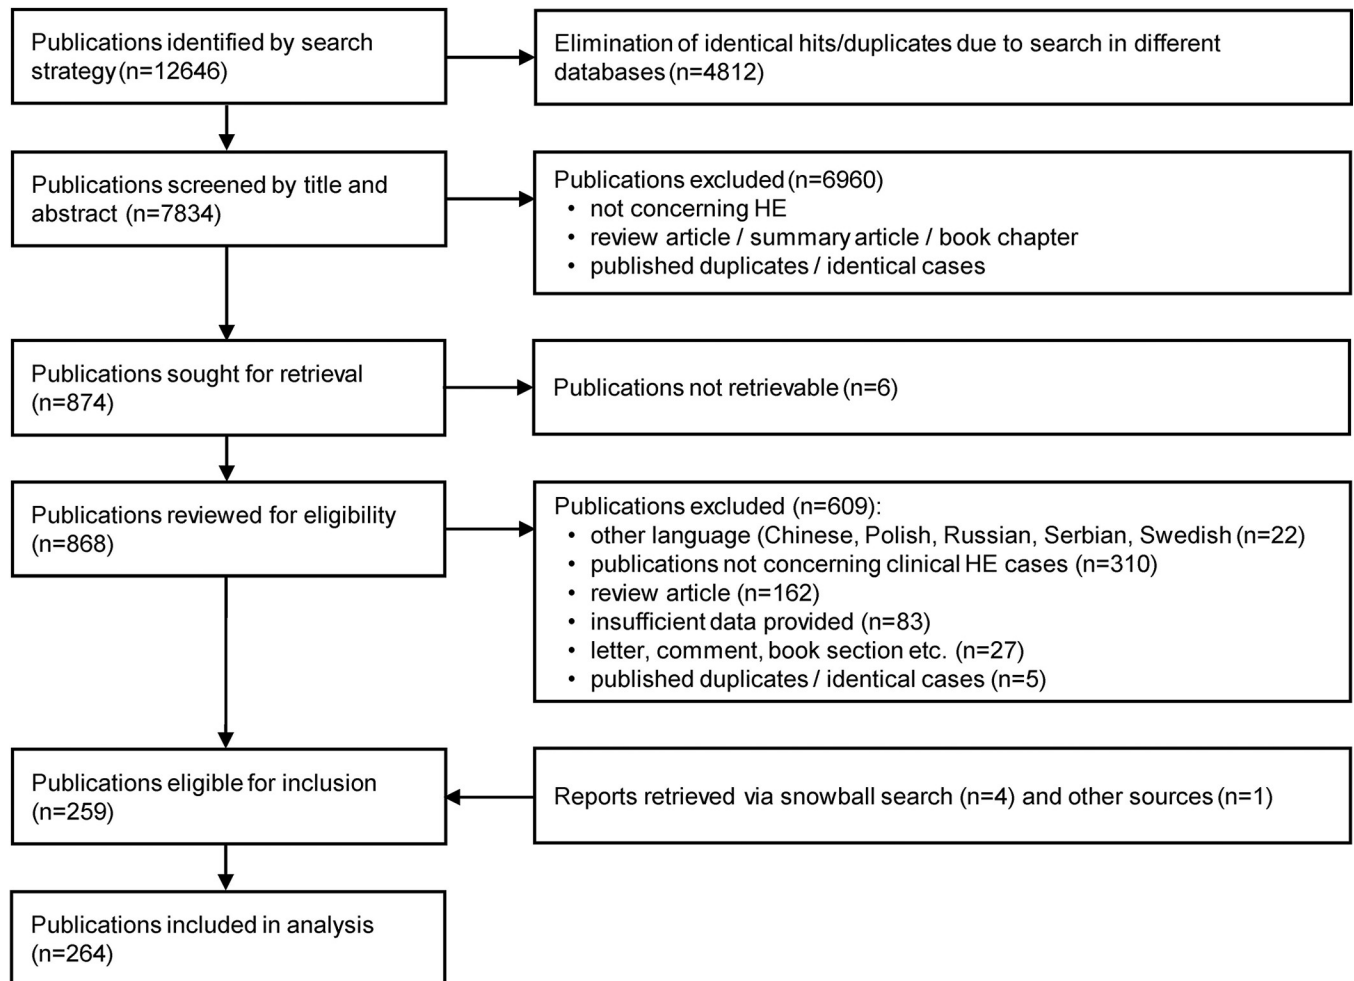 Publications identified by search
strategy (n=12646)
Elimination of identical hits/duplicates due to search in different
databases (n=4812)
Publications screened by title and
abstract (n=7834)
Publications excluded (n=6960)
• not concerning HE
• review article / summary article / book chapter
• published duplicates / identical cases
Publications sought for retrieval
(n=874)
Publications not retrievable (n=6)
Publications reviewed for eligibility
(n=868)
Publications excluded (n=609):
• other language (Chinese, Polish, Russian, Serbian, Swedish (n=22)
• publications not concerning clinical HE cases (n=310)
• review article (n=162)
• insufficient data provided (n=83)
• letter, comment, book section etc. (n=27)
• published duplicates / identical cases (n=5)
Publications eligible for inclusion
(n=259)
Reports retrieved via snowball search (n=4) and other sources (n=1)
Publications included in analysis
(n=264)